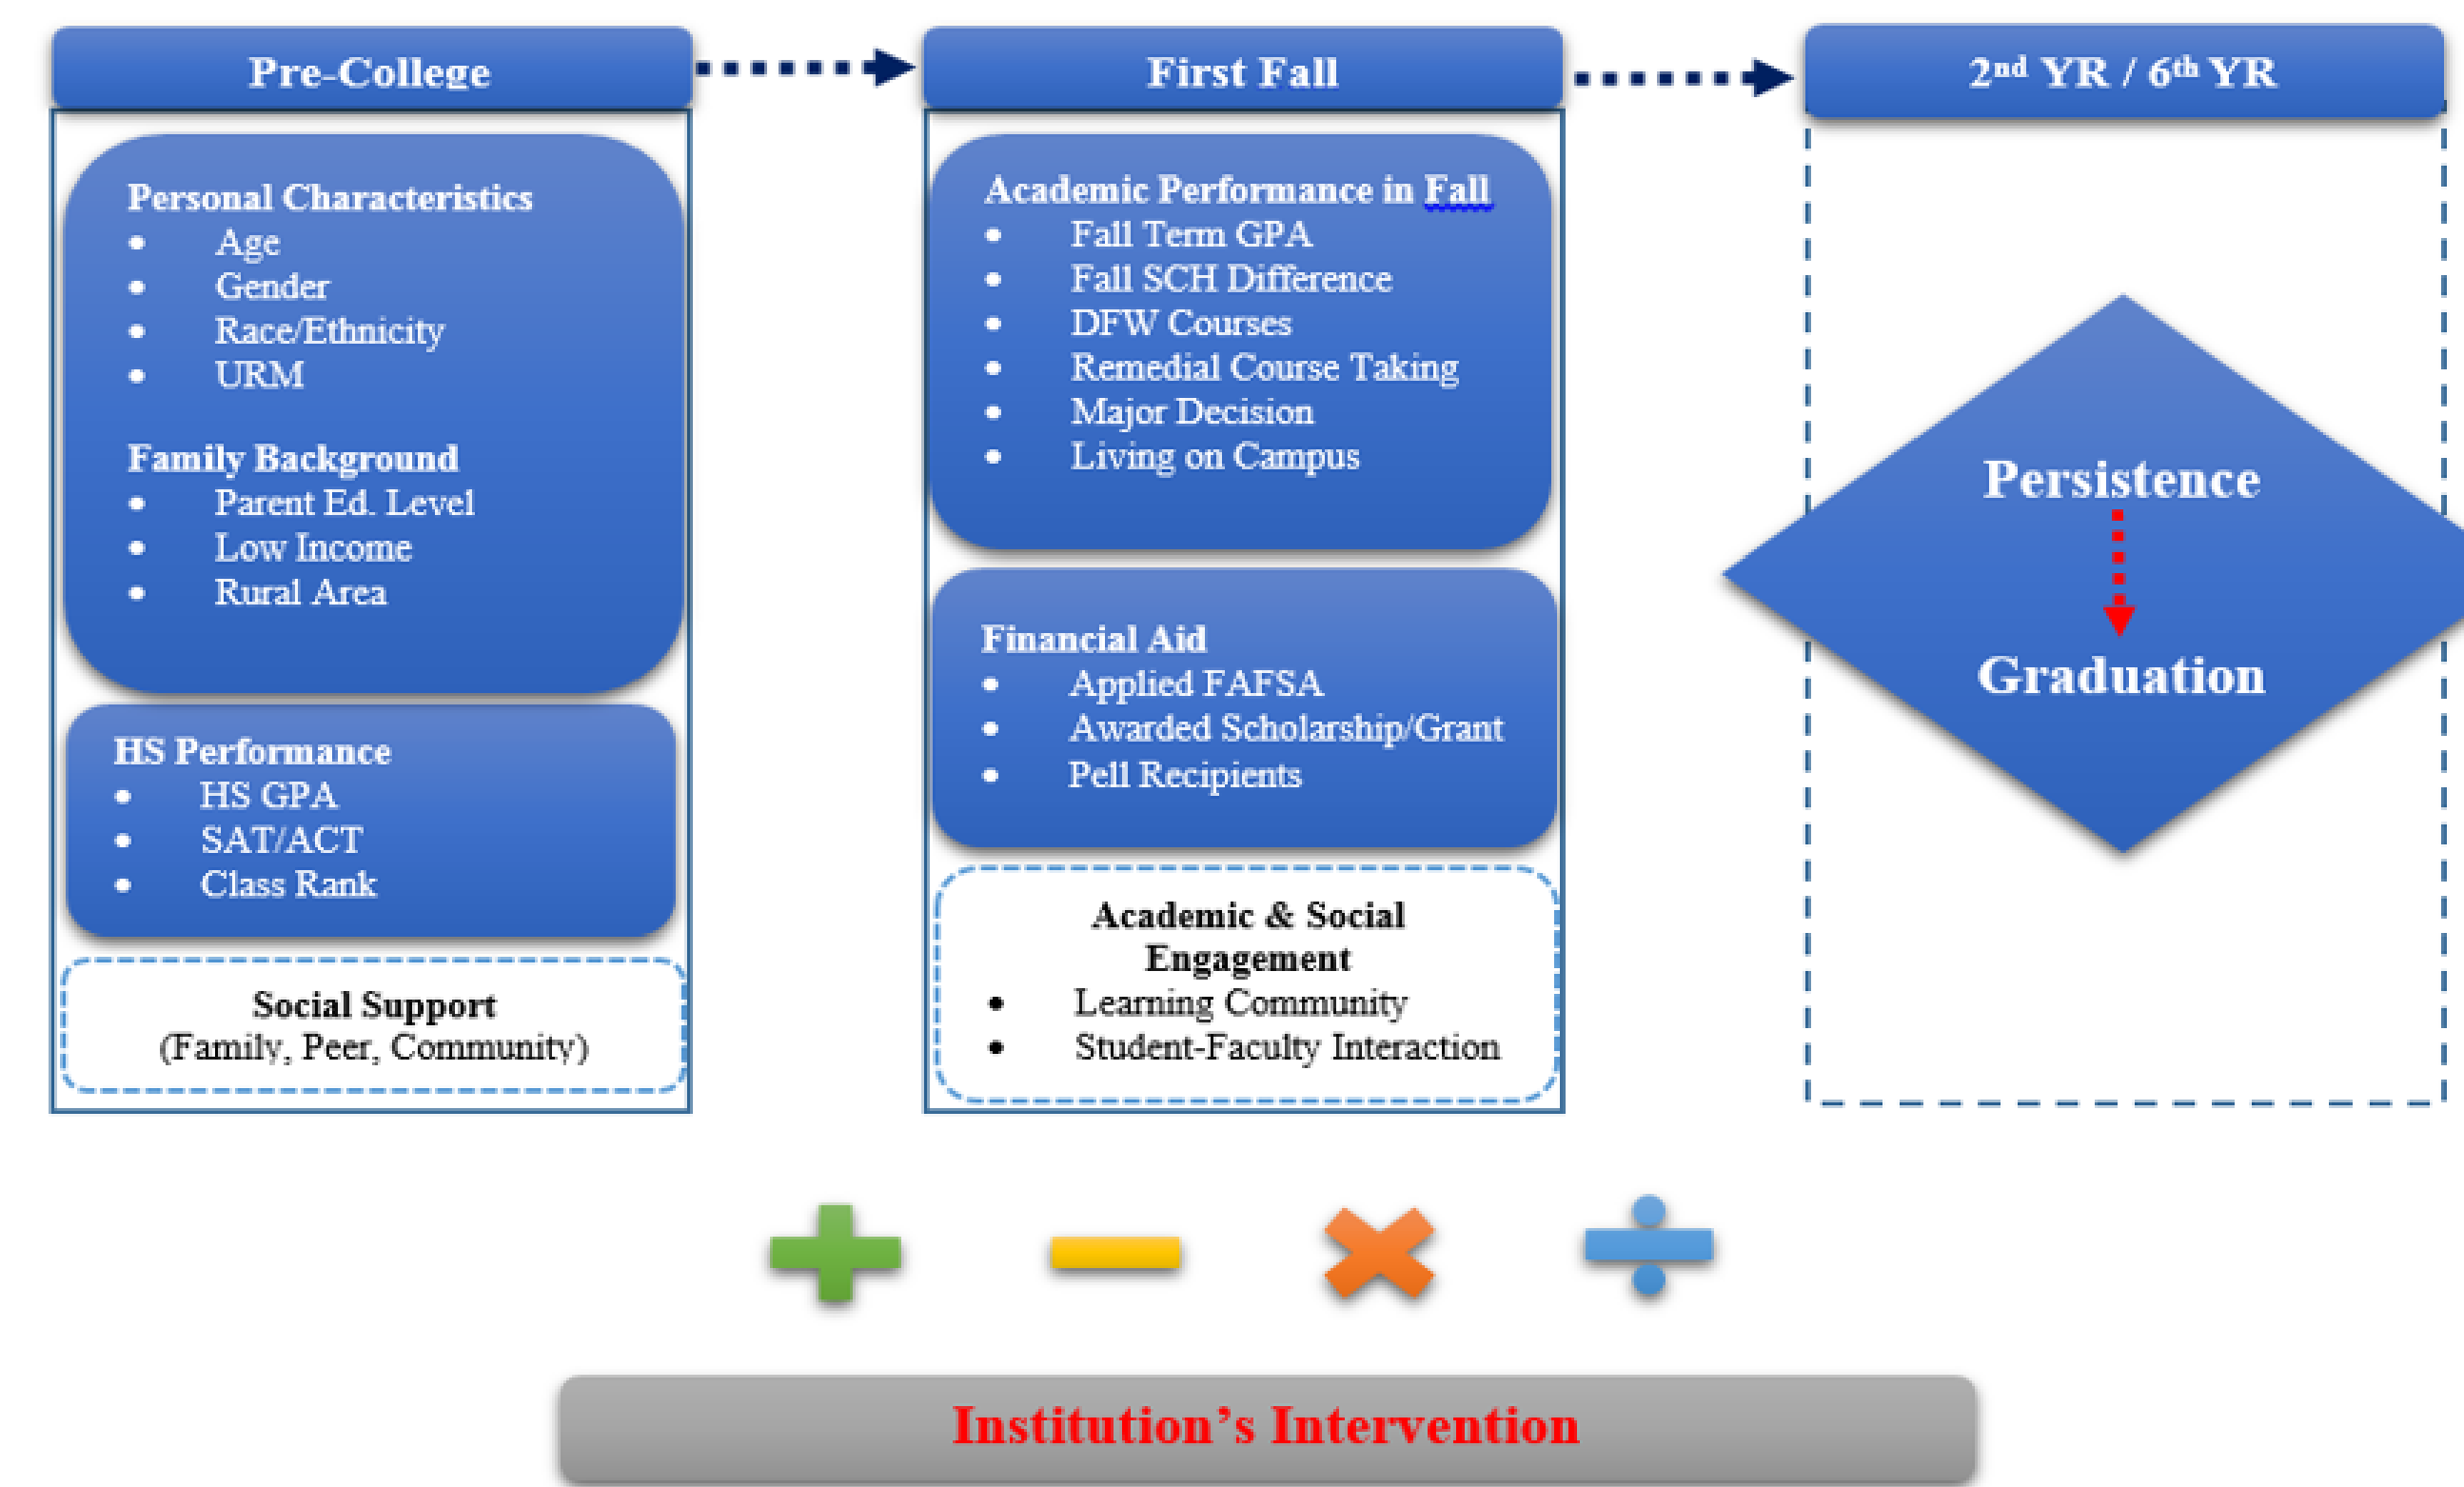 Pre-College
Personal Characteristics
• Age
• Gender
• Race/Ethnicity
• URM
Family Background
• Parent Ed. Level
• Low Income
• Rural Area
HS Performance
• HS GPA
• SAT/ACT
• Class Rank
Social Support
(Family, Peer, Community)
First Fall
Academic Performance in Fall
• Fall Term GPA
• Fall SCH Difference
• DFW Courses
• Remedial Course Taking
• Major Decision
• Living on Campus
Financial Aid
• Applied FAFSA
• Awarded Scholarship/Grant
• Pell Recipients
Academic & Social
Engagement
• Learning Community
• Student-Faculty Interaction
2nd YR / 6th YR
Persistence
Graduation
Institution’s Intervention